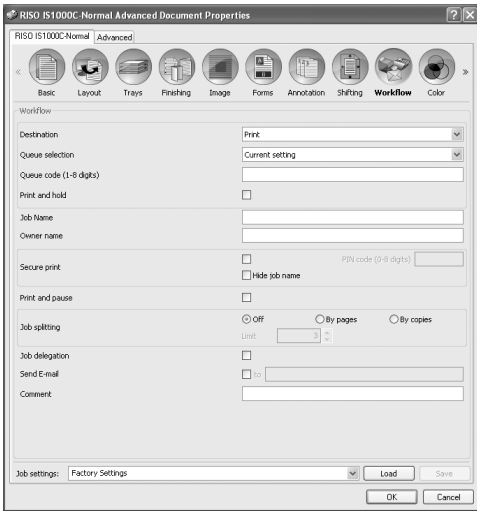 RISO IS1000C-Normal Advanced Document Properties
RISO IS1000C-Normal Advanced
Basic Layout Trays Finishing Image Forms Annotation Shifting Workflow Color
Workflow
Destination Print
Queue selection Current setting
Queue code (1-8 digits)
Print and hold
Job Name
Owner name
Secure print PIN code (0-8 digits)
Hide job name
Print and pause
Job splitting Off By pages By copies
Limit 3
Job delegation
Send E-mail to
Comment
Job settings: Factory Settings Load Save
OK Cancel